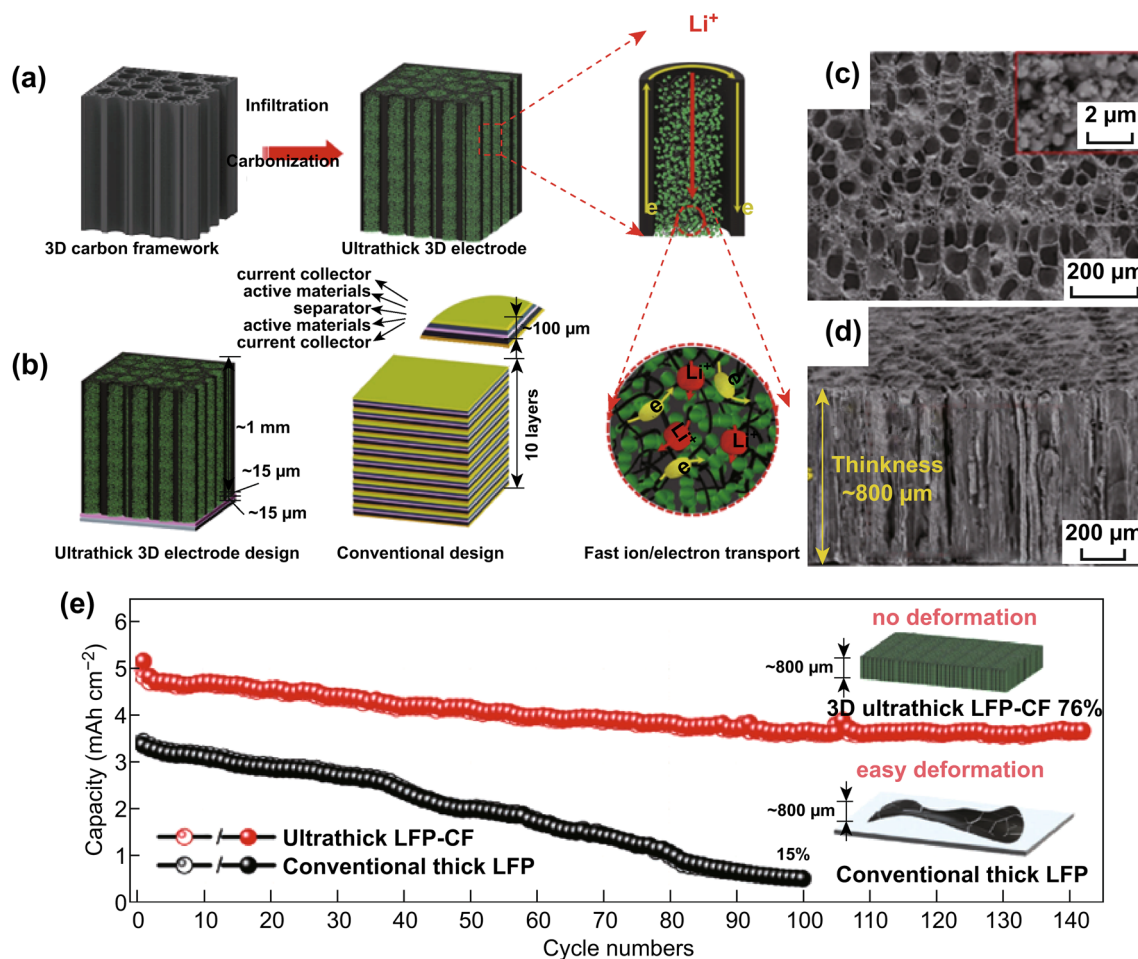 (a)
Infiltration
Carbonization
3D carbon framework
Ultrathick 3D electrode
Li+
e
e
(b)
current collector
active materials
separator
active materials
current collector
~100 µm
~1 mm
~15 µm
~15 µm
10 layers
Ultrathick 3D electrode design
Conventional design
Li+
e
e
Li+
Li+
e
Fast ion/electron transport
(c)
2 µm
200 µm
(d)
Thinkness
~800 µm
200 µm
(e)
Capacity (mAh cm−2)
6
5
4
3
2
1
0
no deformation
~800 µm
3D ultrathick LFP-CF 76%
easy deformation
~800 µm
Conventional thick LFP
15%
Ultrathick LFP-CF
Conventional thick LFP
0 10 20 30 40 50 60 70 80 90 100 110 120 130 140
Cycle numbers